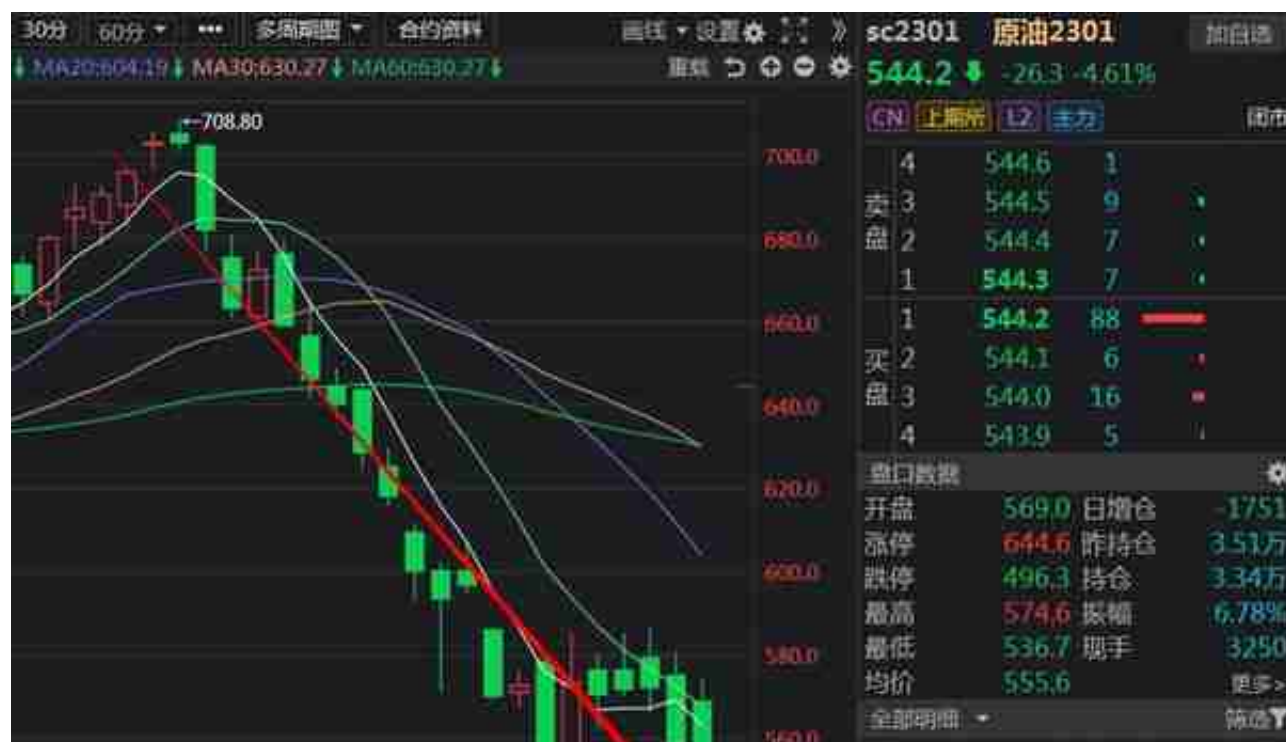 30分 60分 ••• 多周期图 合约资料 画线 设置
MA20:604.19 MA30:630.27 MA60:630.27 重载
708.80
700.0
680.0
660.0
640.0
620.0
600.0
580.0
560.0
sc2301 原油2301 加自选
544.2 -26.3 -4.61%
CN 上期所 L2 主力 闭市
卖盘
4 544.6 1
3 544.5 9
2 544.4 7
1 544.3 7
买盘
1 544.2 88
2 544.1 6
3 544.0 16
4 543.9 5
盘口数据
开盘 569.0 日增仓 -1751
涨停 644.6 昨持仓 3.51万
跌停 496.3 持仓 3.34万
最高 574.6 振幅 6.78%
最低 536.7 现手 3250
均价 555.6 更多>
全部明细 筛选